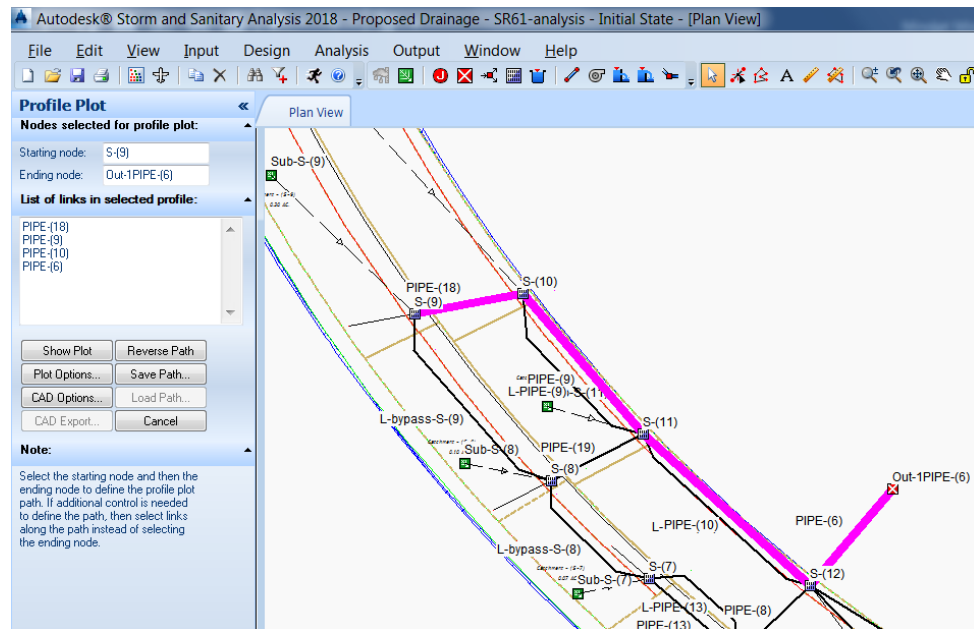 Autodesk® Storm and Sanitary Analysis 2018 - Proposed Drainage - SR61-analysis - Initial State - [Plan View]
File Edit View Input Design Analysis Output Window Help
Profile Plot «
Nodes selected for profile plot:
Starting node: S-(9)
Ending node: Out-1PIPE-(6)
List of links in selected profile:
PIPE-(18)
PIPE-(9)
PIPE-(10)
PIPE-(6)
Show Plot Reverse Path
Plot Options... Save Path...
CAD Options... Load Path...
CAD Export... Cancel
Note:
Select the starting node and then the
ending node to define the profile plot
path. If additional control is needed
to define the path, then select links
along the path instead of selecting
the ending node.
Plan View
Sub-S-(9)
PIPE-(18)
S-(10)
S-(9)
PIPE-(9)
L-PIPE-(9)
L-bypass-S-(9)
S-(11)
PIPE-(19)
Sub-S-(8)
S-(8)
Out-1PIPE-(6)
L-PIPE-(10)
PIPE-(6)
L-bypass-S-(8)
S-(7)
S-(12)
Sub-S-(7)
L-PIPE-(13)
PIPE-(8)
PIPE-(13)